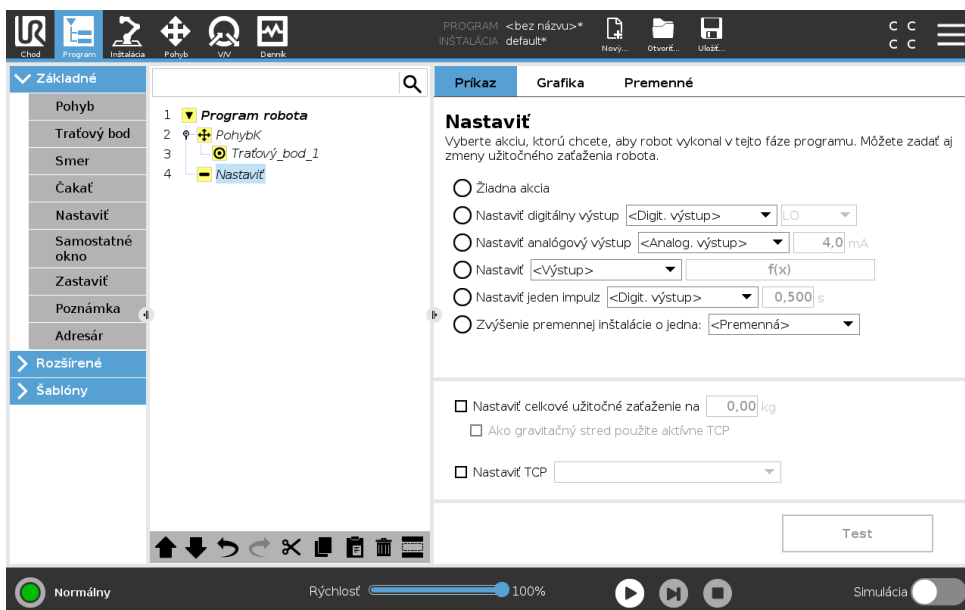 PROGRAM <bez názvu>*
INŠTALÁCIA default*
Chod Program Inštalácia Pohyb V/V Denník
Nový... Otvoriť... Uložiť...
C C
C C
Základné
Pohyb
Traťový bod
Smer
Čakať
Nastaviť
Samostatné
okno
Zastaviť
Poznámka
Adresár
Rozšírené
Šablóny
1 Program robota
2 PohybK
3 Traťový_bod_1
4 Nastaviť
Príkaz Grafika Premenné
Nastaviť
Vyberte akciu, ktorú chcete, aby robot vykonal v tejto fáze programu. Môžete zadať aj
zmeny užitočného zaťaženia robota.
Žiadna akcia
Nastaviť digitálny výstup <Digit. výstup> LO
Nastaviť analógový výstup <Analog. výstup> 4,0 mA
Nastaviť <Výstup> f(x)
Nastaviť jeden impulz <Digit. výstup> 0,500 s
Zvýšenie premennej inštalácie o jedna: <Premenná>
Nastaviť celkové užitočné zaťaženie na 0,00 kg
Ako gravitačný stred použite aktívne TCP
Nastaviť TCP
Test
Normálny
Rýchlosť 100%
Simulácia